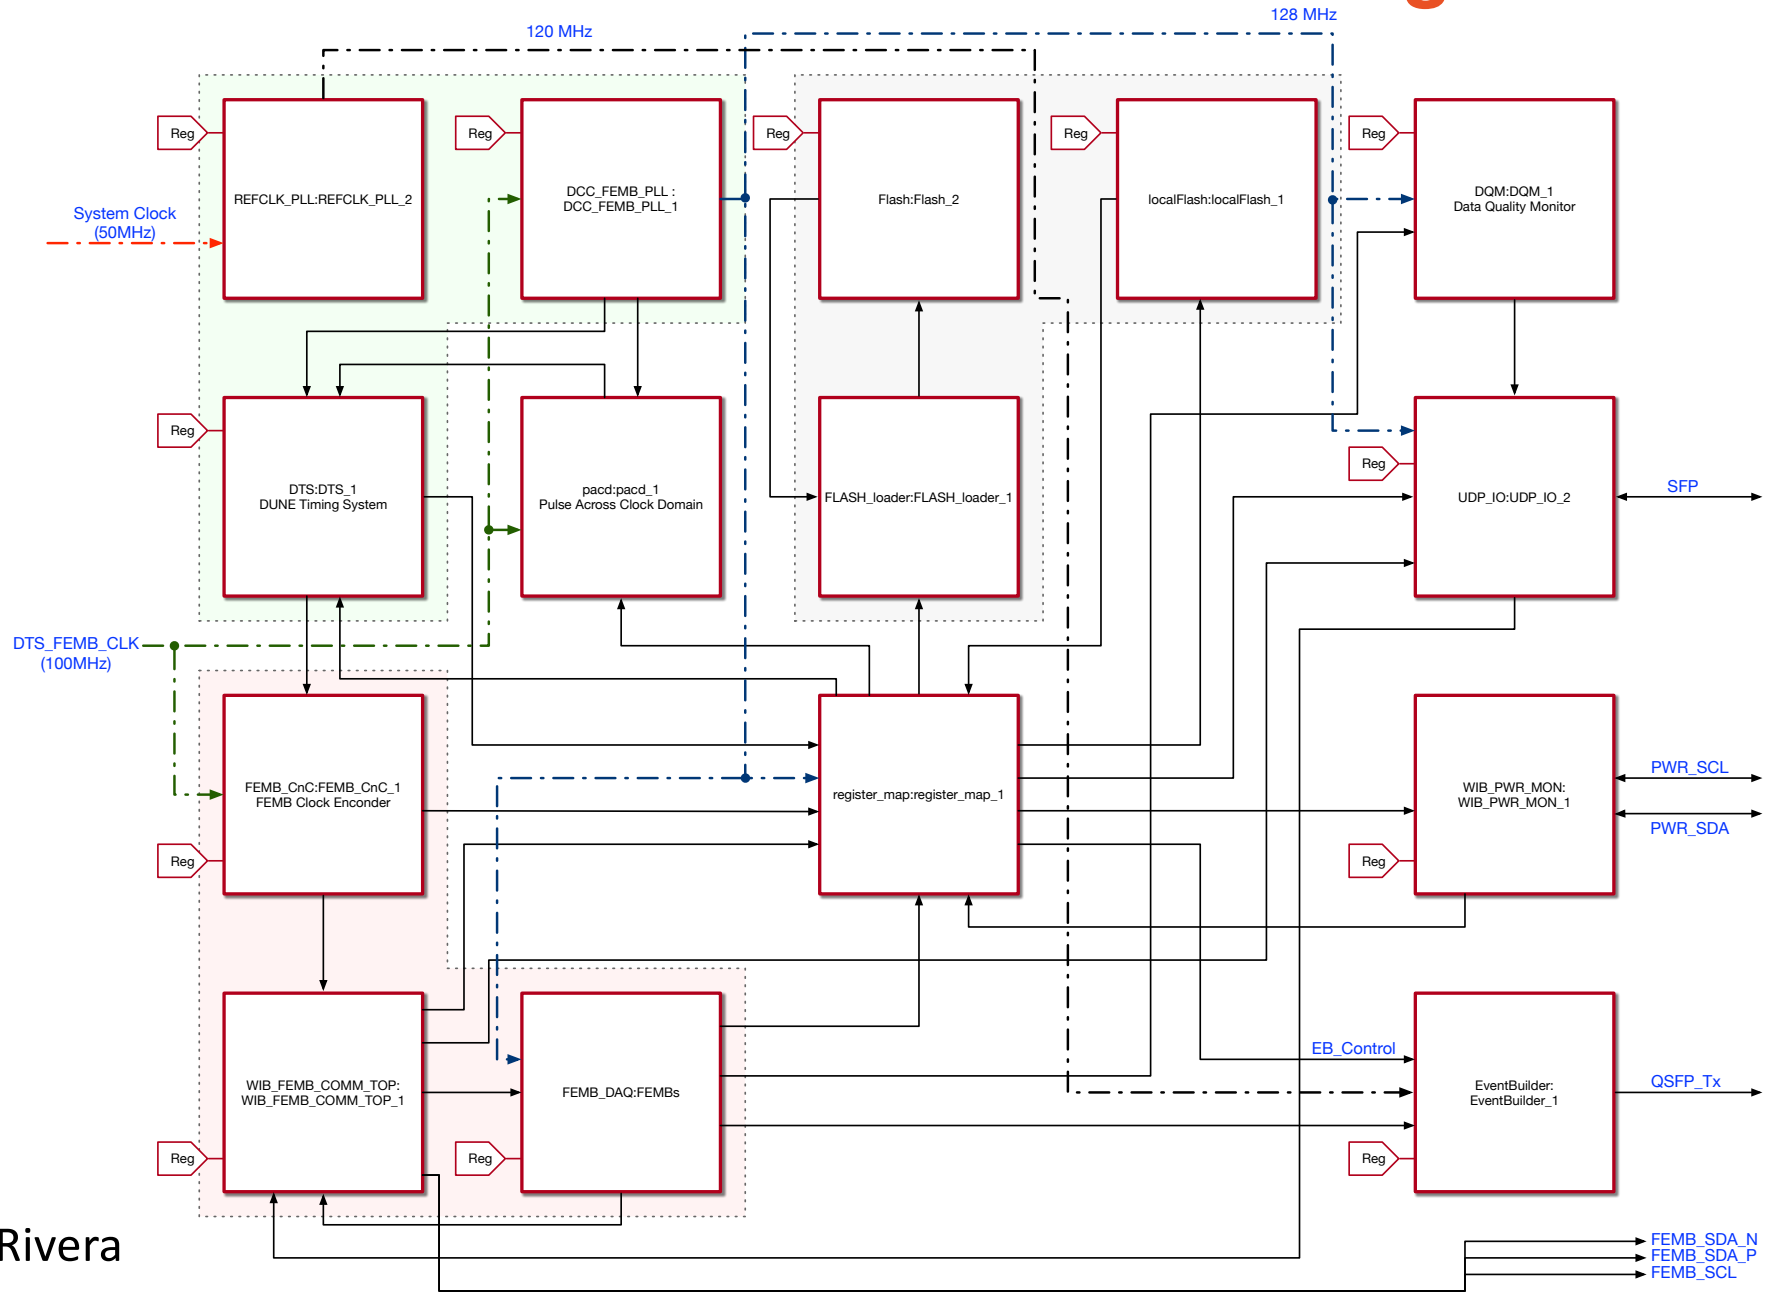 g
128 MHz
120 MHz
Reg
Reg
Reg
Reg
Reg
REFCLK_PLL:REFCLK_PLL_2
DCC_FEMB_PLL :
DCC_FEMB_PLL_1
Flash:Flash_2
localFlash:localFlash_1
DQM:DQM_1
Data Quality Monitor
System Clock
(50MHz)
Reg
Reg
DTS:DTS_1
DUNE Timing System
pacd:pacd_1
Pulse Across Clock Domain
FLASH_loader:FLASH_loader_1
UDP_IO:UDP_IO_2
SFP
DTS_FEMB_CLK
(100MHz)
FEMB_CnC:FEMB_CnC_1
FEMB Clock Enconder
register_map:register_map_1
WIB_PWR_MON:
WIB_PWR_MON_1
PWR_SCL
PWR_SDA
Reg
Reg
EB_Control
WIB_FEMB_COMM_TOP:
WIB_FEMB_COMM_TOP_1
FEMB_DAQ:FEMBs
EventBuilder:
EventBuilder_1
QSFP_Tx
Reg
Reg
Reg
Rivera
FEMB_SDA_N
FEMB_SDA_P
FEMB_SCL